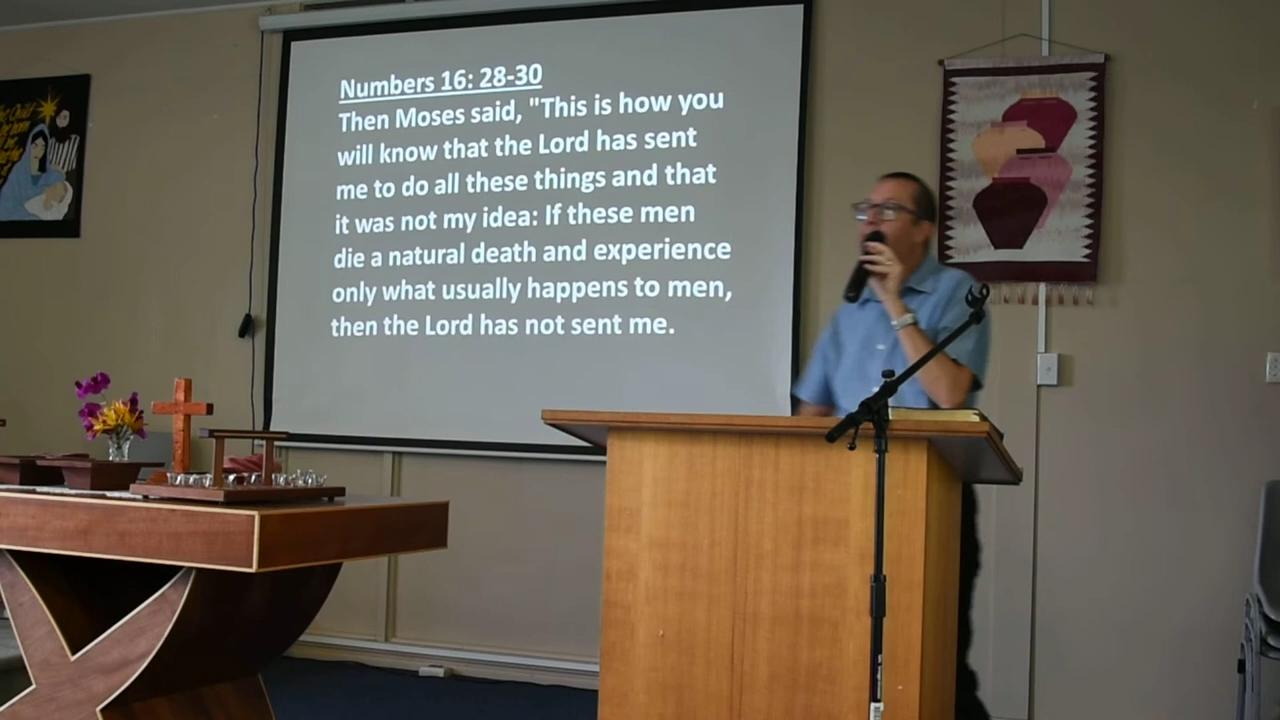 Numbers 16: 28-30
Then Moses said, "This is how you
will know that the Lord has sent
me to do all these things and that
it was not my idea: If these men
die a natural death and experience
only what usually happens to men,
then the Lord has not sent me.